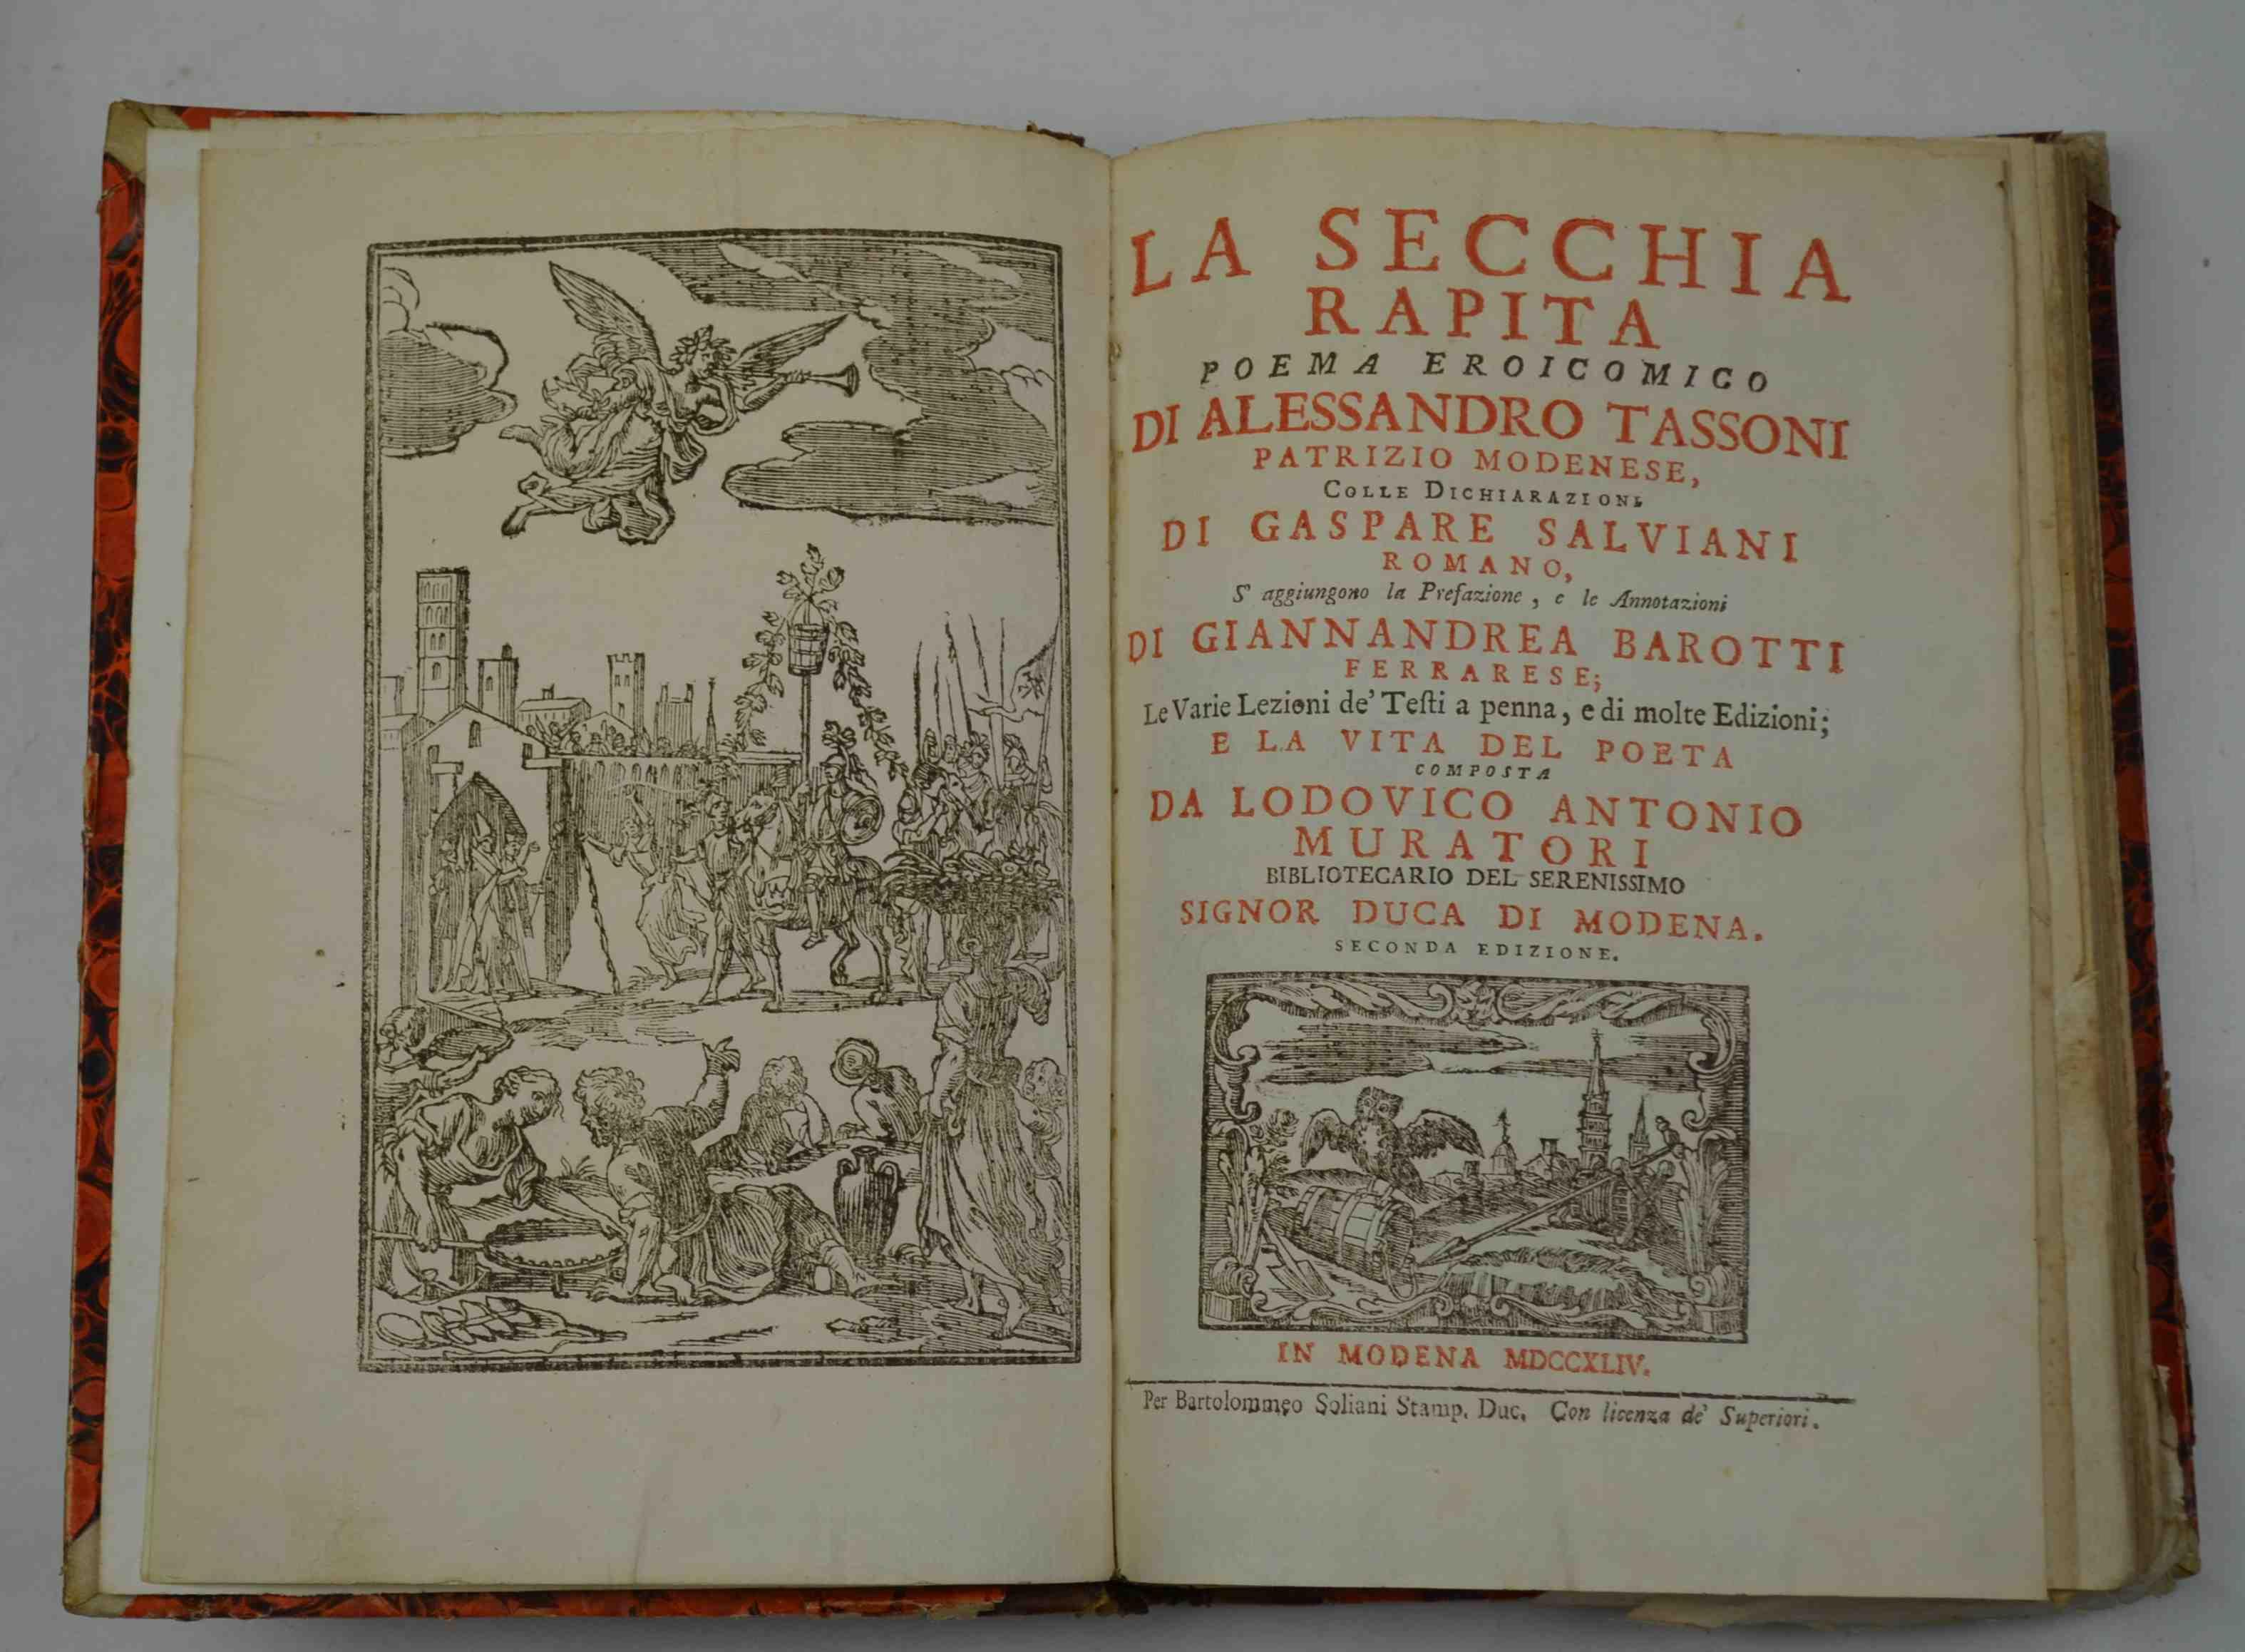 LA SECCHIA
RAPITA
POEMA EROICOMICO
DI ALESSANDRO TASSONI
PATRIZIO MODENESE,
COLLE DICHIARAZIONI
DI GASPARE SALVIANI
ROMANO,
S' aggiungono la Prefazione, e le Annotazioni
DI GIANNANDREA BAROTTI
FERRARESE;
Le Varie Lezioni de' Teſti a penna, e di molte Edizioni;
E LA VITA DEL POETA
COMPOSTA
DA LODOVICO ANTONIO
MURATORI
BIBLIOTECARIO DEL SERENISSIMO
SIGNOR DUCA DI MODENA.
SECONDA EDIZIONE.
IN MODENA MDCCXLIV.
Per Bartolommeo Soliani Stamp. Duc. Con licenza de' Superiori.